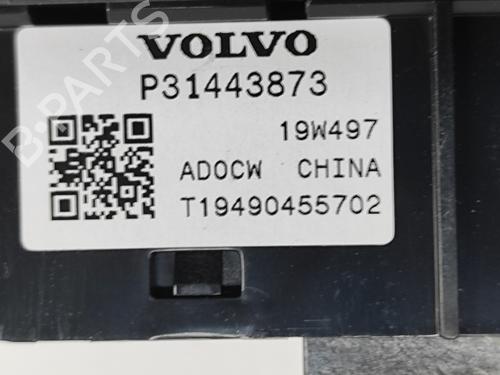 VOLVO
P31443873
19W497
ADOCW CHINA
T19490455702
B-PARTS